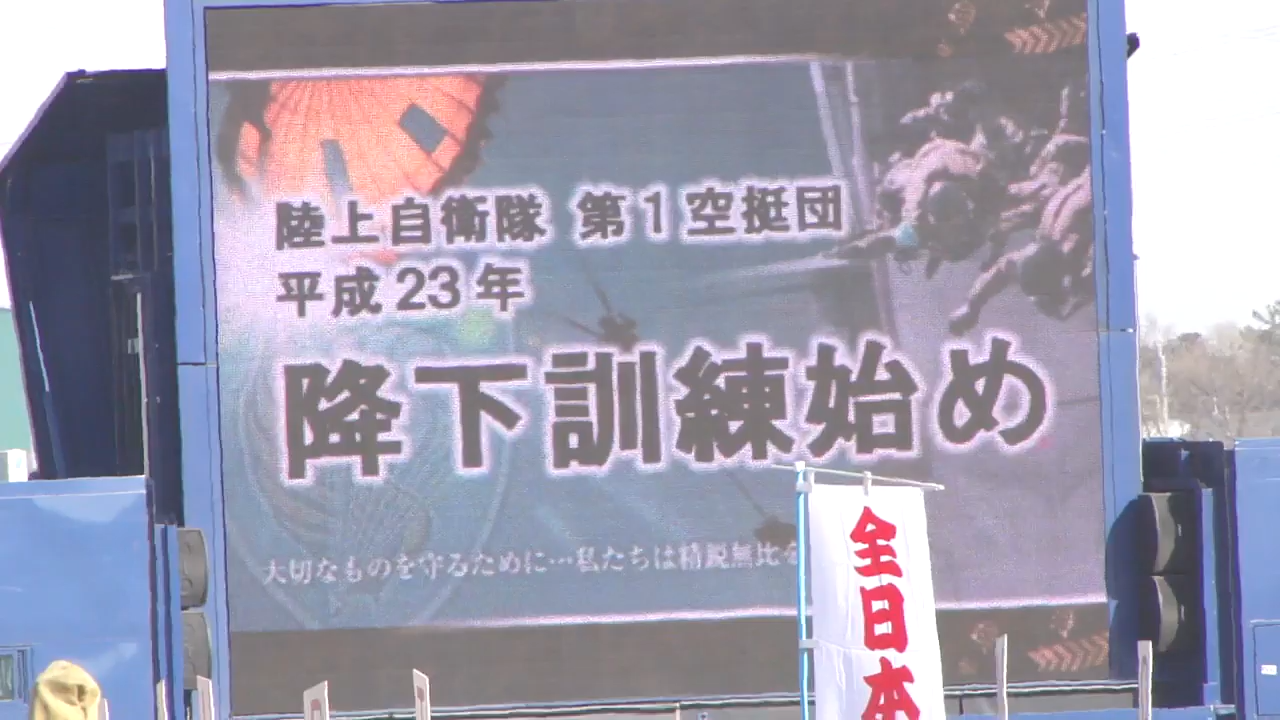 陸上自衛隊 第1空挺団
平成23年
降下訓練始め
大切なものを守るために…私たちは精鋭無比を
全日本